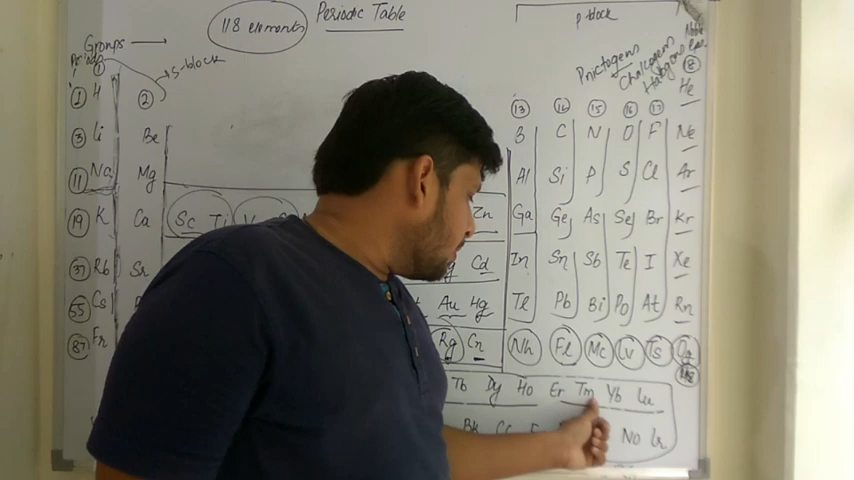 118 elements Periodic Table p block
Groups
s-block
Pnictogens Chalcogens Halogens
1 2 13 14 15 16 17 18
1 H He
3 Li Be B C N O F Ne
11 Na Mg Al Si P S Cl Ar
19 K Ca Sc Ti V Zn Ga Ge As Se Br Kr
37 Rb Sr Cd In Sn Sb Te I Xe
55 Cs Au Hg Tl Pb Bi Po At Rn
87 Fr Rg Cn Nh Fl Mc Lv Ts Og
118
Tb Dy Ho Er Tm Yb Lu
Bk No Lr